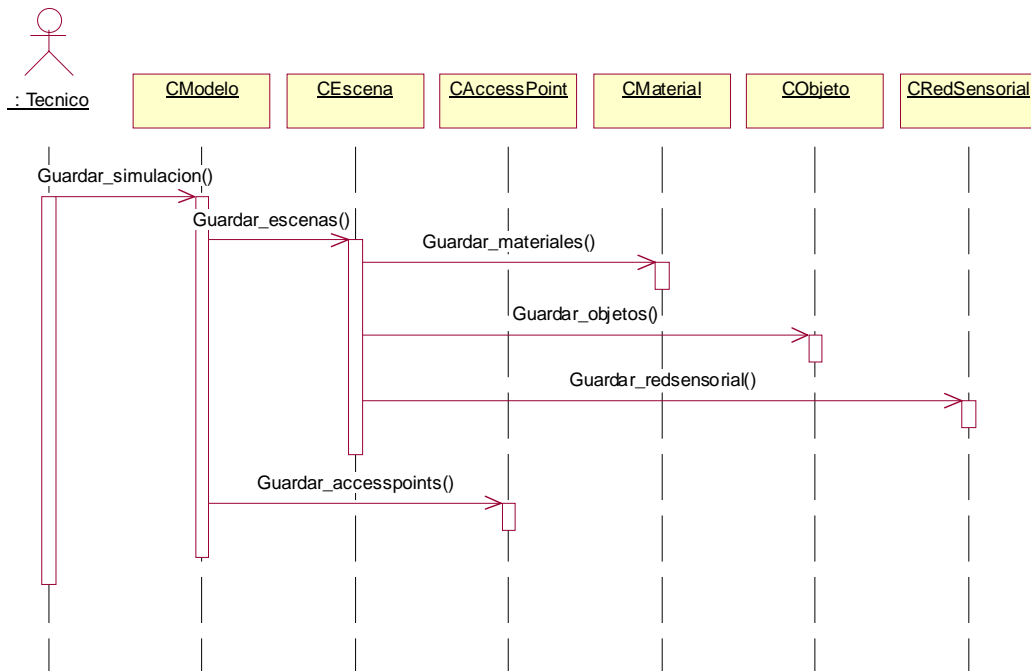 : Tecnico
CModelo
CEscena
CAccessPoint
CMaterial
CObjeto
CRedSensorial
Guardar_simulacion()
Guardar_escenas()
Guardar_materiales()
Guardar_objetos()
Guardar_redsensorial()
Guardar_accesspoints()